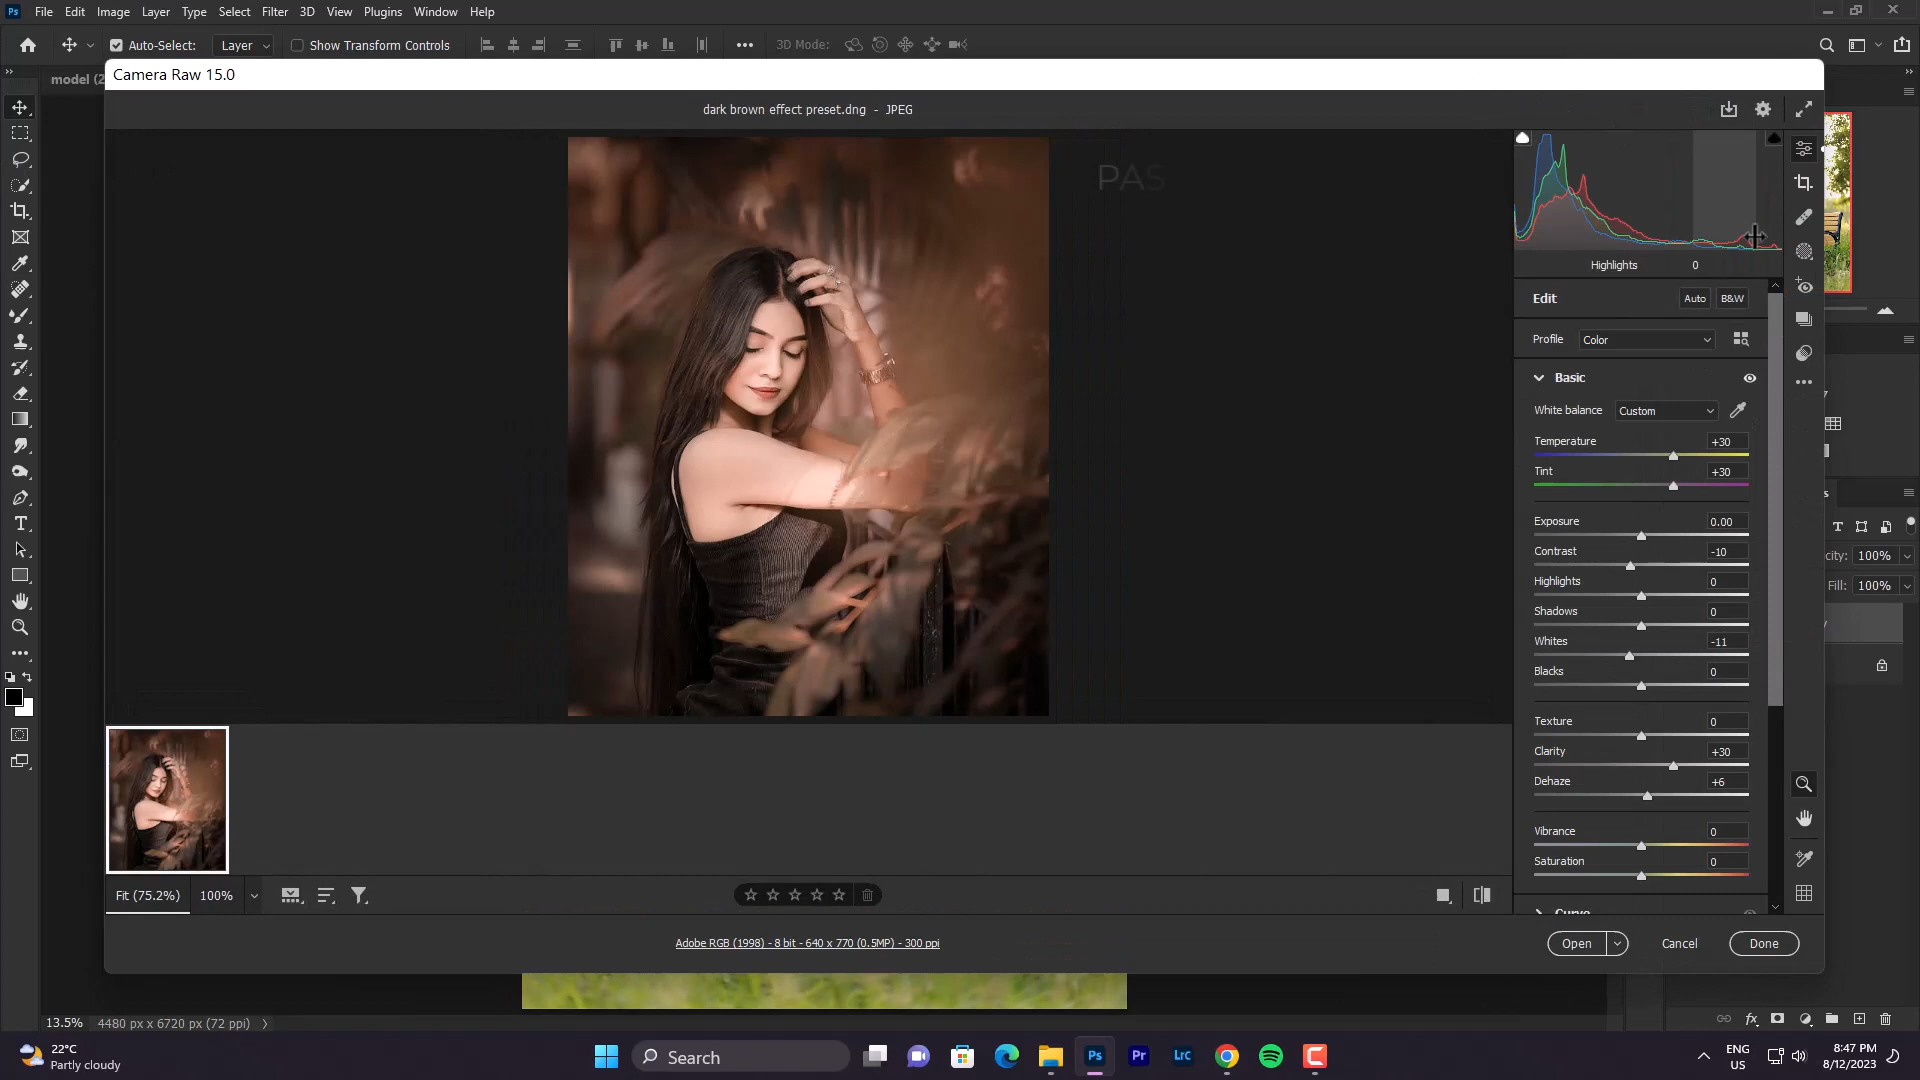 Ps File Edit Image Layer Type Select Filter 3D View Plugins Window Help
Auto-Select: Layer Show Transform Controls 3D Mode:
model (2
Camera Raw 15.0
dark brown effect preset.dng - JPEG
PAS
Highlights 0
Edit Auto B&W
Profile Color
Basic
White balance Custom
Temperature +30
Tint +30
Exposure 0.00
Contrast -10
Highlights 0
Shadows 0
Whites -11
Blacks 0
Texture 0
Clarity +30
Dehaze +6
Vibrance 0
Saturation 0
Curve
city: 100%
Fill: 100%
Fit (75.2%) 100%
Adobe RGB (1998) - 8 bit - 640 x 770 (0.5MP) - 300 ppi
Open Cancel Done
13.5% 4480 px x 6720 px (72 ppi)
fx
22°C
Partly cloudy
Search
Ps Pr LrC
ENG
US
8:47 PM
8/12/2023